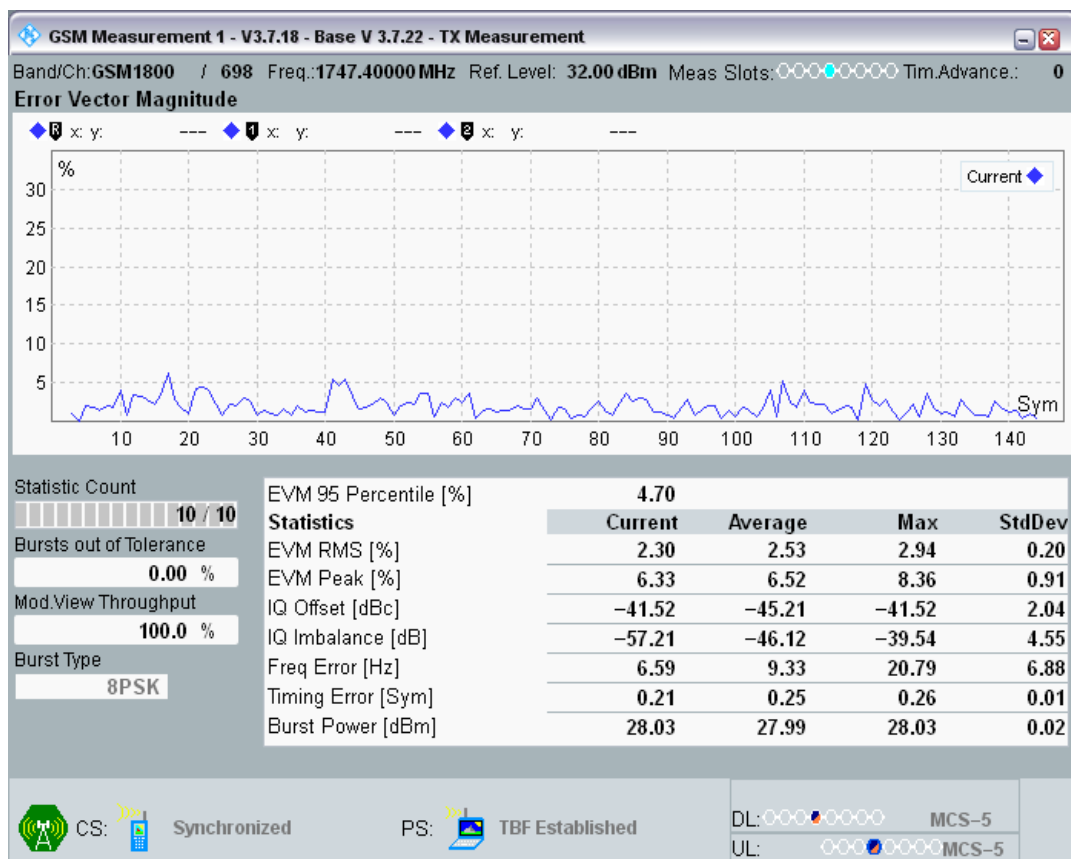 GSM Measurement 1 - V3.7.18 - Base V 3.7.22 - TX Measurement
Band/Ch:GSM1800 / 698 Freq.:1747.40000MHz Ref. Level: 32.00 dBm Meas Slots: Tim.Advance.: 0
Error Vector Magnitude
R x: y: --- 1 x: y: --- 2 x: y: ---
%
Current
30
25
20
15
10
5
Sym
10 20 30 40 50 60 70 80 90 100 110 120 130 140
Statistic Count
10 / 10
Bursts out of Tolerance
0.00 %
Mod.View Throughput
100.0 %
Burst Type
8PSK
EVM 95 Percentile [%] 4.70
Statistics Current Average Max StdDev
EVM RMS [%] 2.30 2.53 2.94 0.20
EVM Peak [%] 6.33 6.52 8.36 0.91
IQ Offset [dBc] −41.52 −45.21 −41.52 2.04
IQ Imbalance [dB] −57.21 −46.12 −39.54 4.55
Freq Error [Hz] 6.59 9.33 20.79 6.88
Timing Error [Sym] 0.21 0.25 0.26 0.01
Burst Power [dBm] 28.03 27.99 28.03 0.02
CS: Synchronized PS: TBF Established
DL: MCS−5
UL: MCS−5